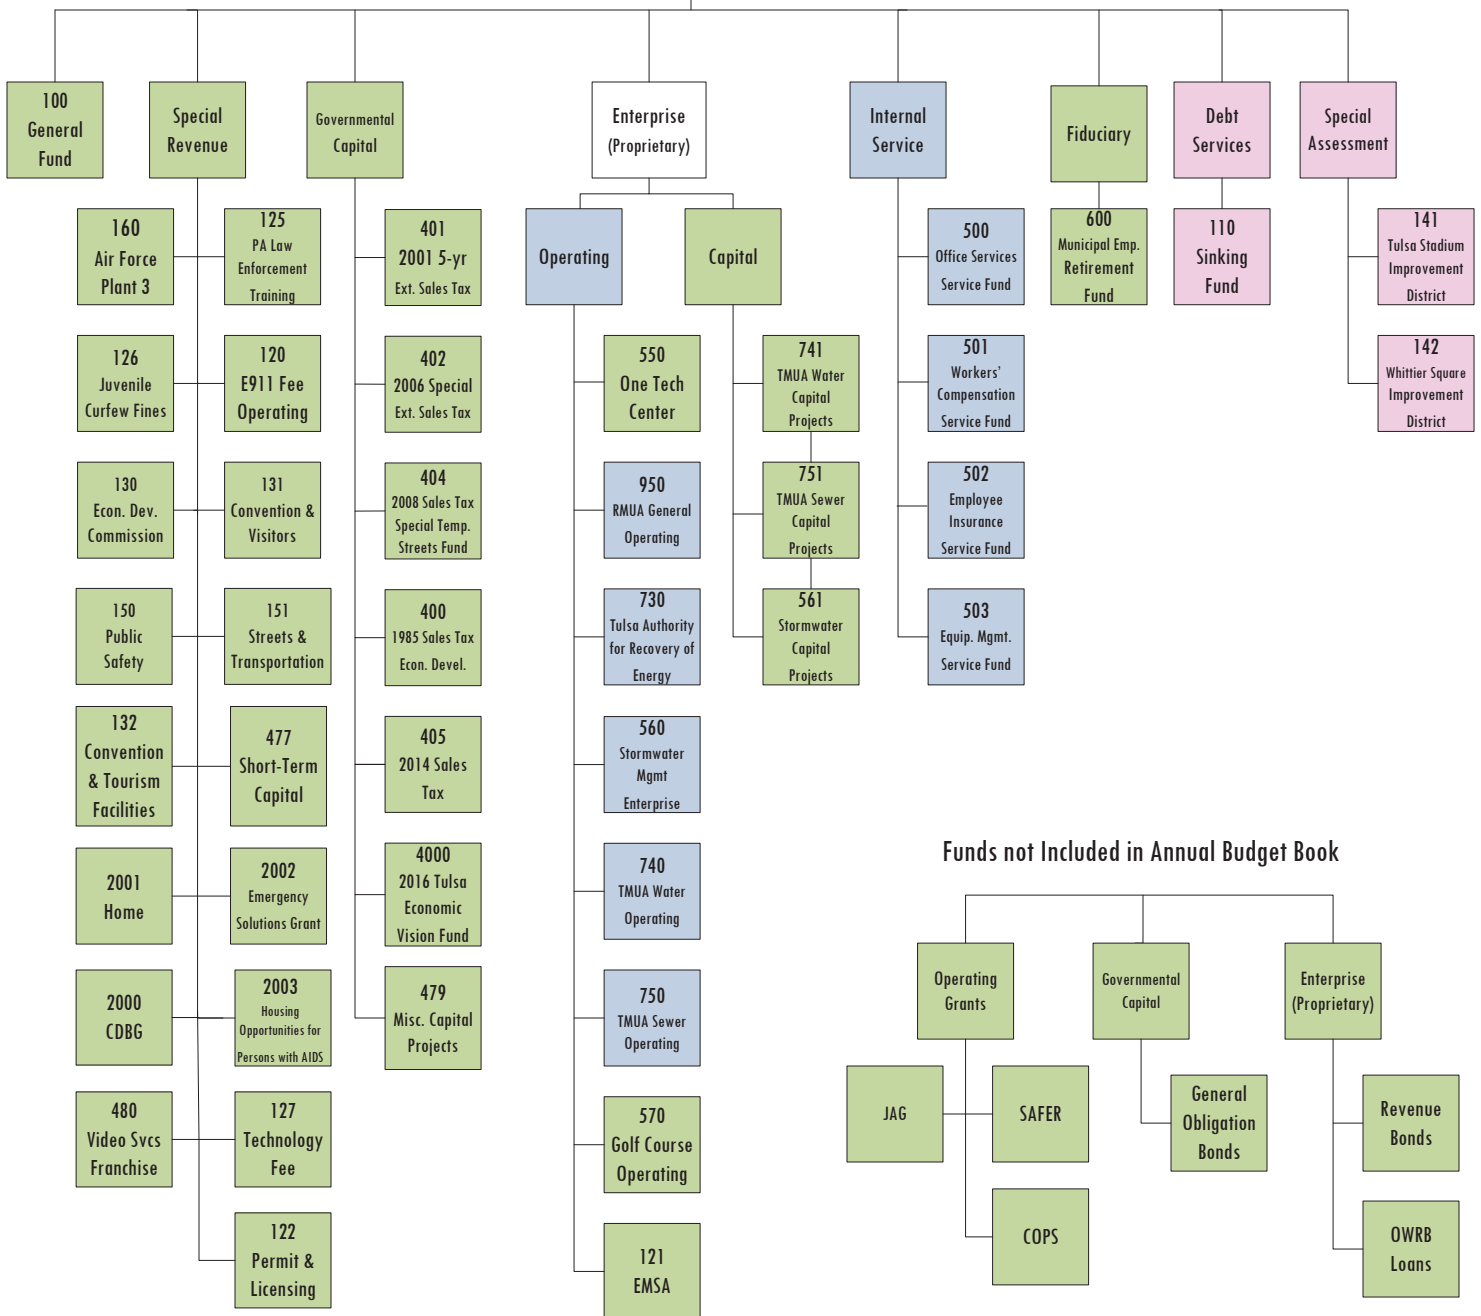 100
General
Fund
Special
Revenue
Governmental
Capital
Enterprise
(Proprietary)
Internal
Service
Fiduciary
Debt
Services
Special
Assessment
160
Air Force
Plant 3
125
PA Law
Enforcement
Training
126
Juvenile
Curfew Fines
120
E911 Fee
Operating
130
Econ. Dev.
Commission
131
Convention &
Visitors
150
Public
Safety
151
Streets &
Transportation
132
Convention
& Tourism
Facilities
477
Short-Term
Capital
2001
Home
2002
Emergency
Solutions Grant
2000
CDBG
2003
Housing
Opportunities for
Persons with AIDS
480
Video Svcs
Franchise
127
Technology
Fee
122
Permit &
Licensing
401
2001 5-yr
Ext. Sales Tax
402
2006 Special
Ext. Sales Tax
404
2008 Sales Tax
Special Temp.
Streets Fund
400
1985 Sales Tax
Econ. Devel.
405
2014 Sales
Tax
4000
2016 Tulsa
Economic
Vision Fund
479
Misc. Capital
Projects
Operating
Capital
550
One Tech
Center
950
RMUA General
Operating
730
Tulsa Authority
for Recovery of
Energy
560
Stormwater
Mgmt
Enterprise
740
TMUA Water
Operating
750
TMUA Sewer
Operating
570
Golf Course
Operating
121
EMSA
741
TMUA Water
Capital
Projects
751
TMUA Sewer
Capital
Projects
561
Stormwater
Capital
Projects
500
Office Services
Service Fund
501
Workers'
Compensation
Service Fund
502
Employee
Insurance
Service Fund
503
Equip. Mgmt.
Service Fund
600
Municipal Emp.
Retirement
Fund
110
Sinking
Fund
141
Tulsa Stadium
Improvement
District
142
Whittier Square
Improvement
District
Funds not Included in Annual Budget Book
Operating
Grants
Governmental
Capital
Enterprise
(Proprietary)
JAG
SAFER
COPS
General
Obligation
Bonds
Revenue
Bonds
OWRB
Loans